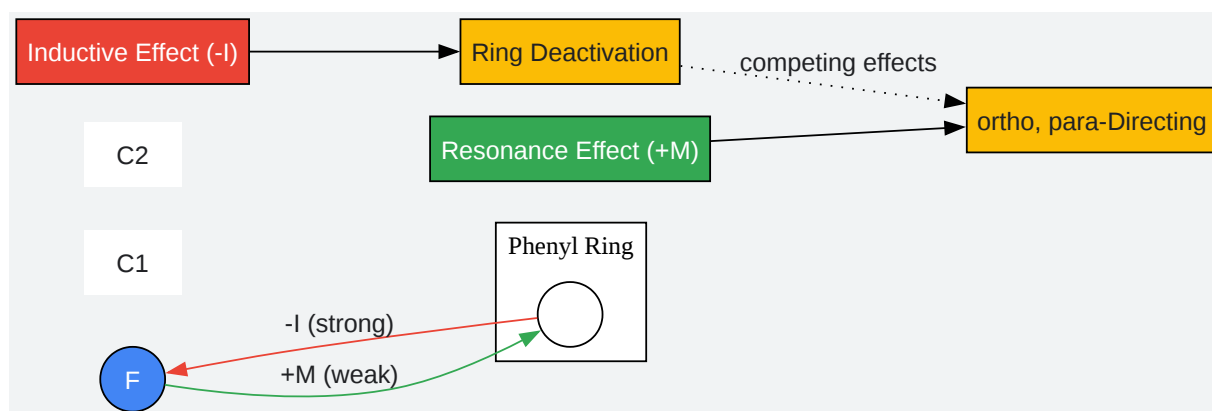 Inductive Effect (-I)
Ring Deactivation
competing effects
ortho, para-Directing
C2
Resonance Effect (+M)
C1
Phenyl Ring
-I (strong)
+M (weak)
F